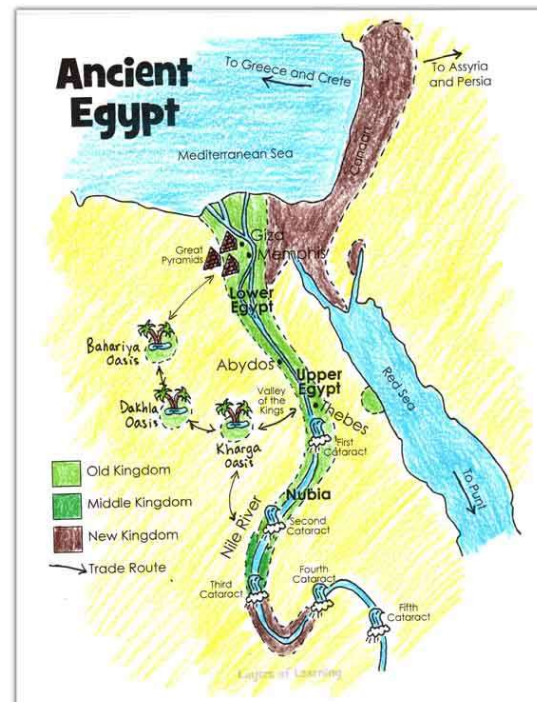 Ancient
Egypt
To Greece and Crete
To Assyria
and Persia
Mediterranean Sea
Canaan
Great
Pyramids
Giza
Memphis
Lower
Egypt
Bahariya
Oasis
Abydos
Upper
Egypt
Valley
of the
Kings
Thebes
Dakhla
Oasis
Kharga
Oasis
First
Cataract
Red Sea
To Punt
Old Kingdom
Middle Kingdom
New Kingdom
Trade Route
Nubia
Nile River
Second
Cataract
Third
Cataract
Fourth
Cataract
Fifth
Cataract
Layers of Learning